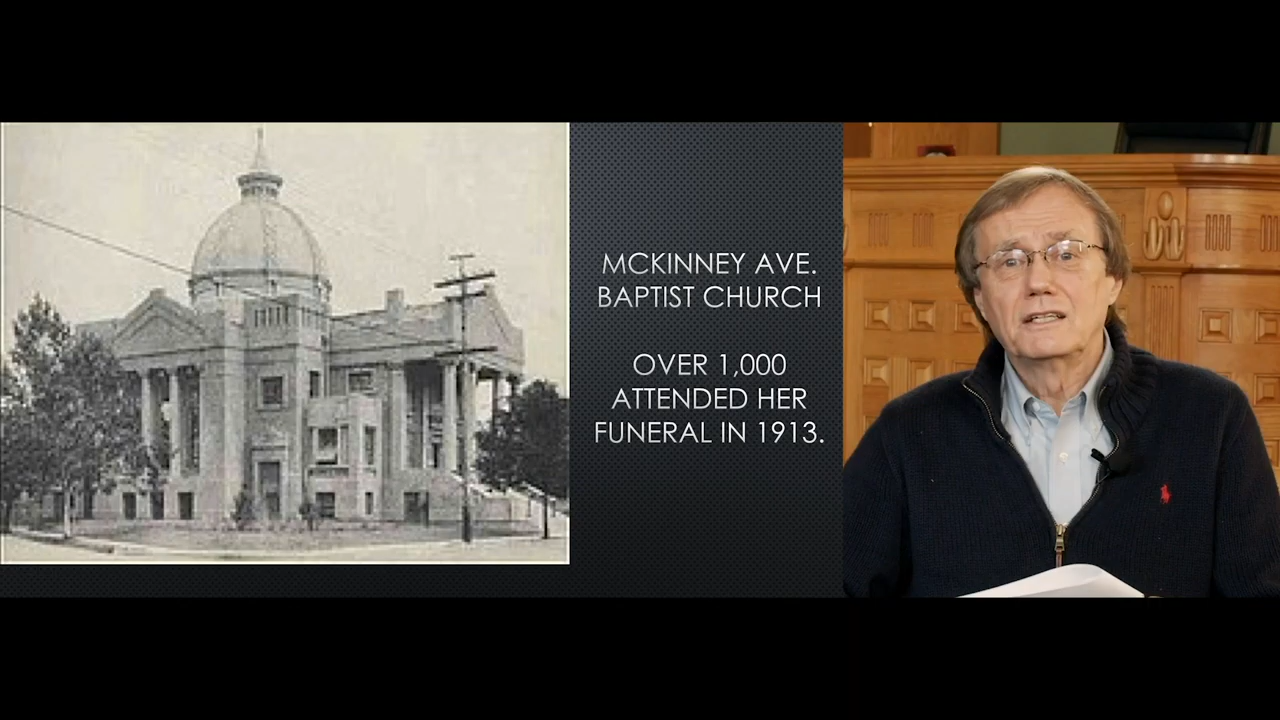 MCKINNEY AVE.
BAPTIST CHURCH
OVER 1,000
ATTENDED HER
FUNERAL IN 1913.